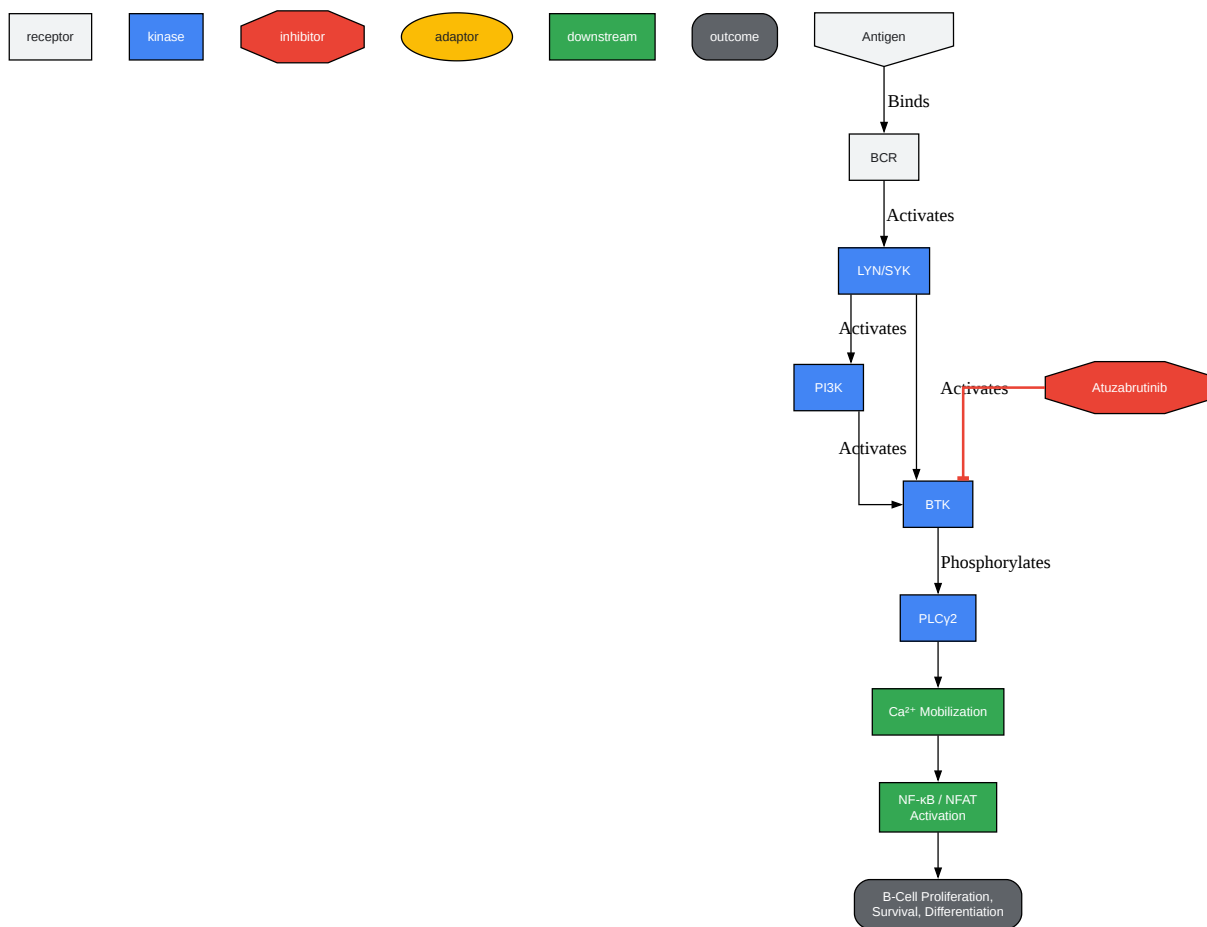 receptor
kinase
inhibitor
adaptor
downstream
outcome
Antigen
Binds
BCR
Activates
LYN/SYK
Activates
PI3K
Activates
Atuzabrutinib
Activates
BTK
Phosphorylates
PLCγ2
Ca²⁺ Mobilization
NF-κB / NFAT
Activation
B-Cell Proliferation,
Survival, Differentiation